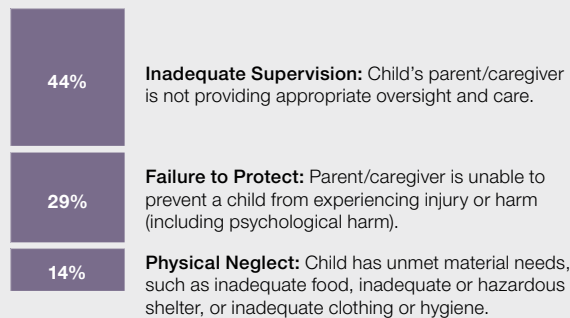 44%
Inadequate Supervision: Child’s parent/caregiver
is not providing appropriate oversight and care.
29%
Failure to Protect: Parent/caregiver is unable to
prevent a child from experiencing injury or harm
(including psychological harm).
14%
Physical Neglect: Child has unmet material needs,
such as inadequate food, inadequate or hazardous
shelter, or inadequate clothing or hygiene.